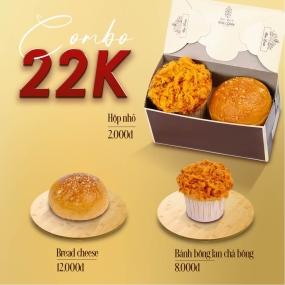 Combo
22K
Hộp nhỏ
2.000đ
Bread cheese
12.000đ
Bánh bông lan chà bông
8.000đ